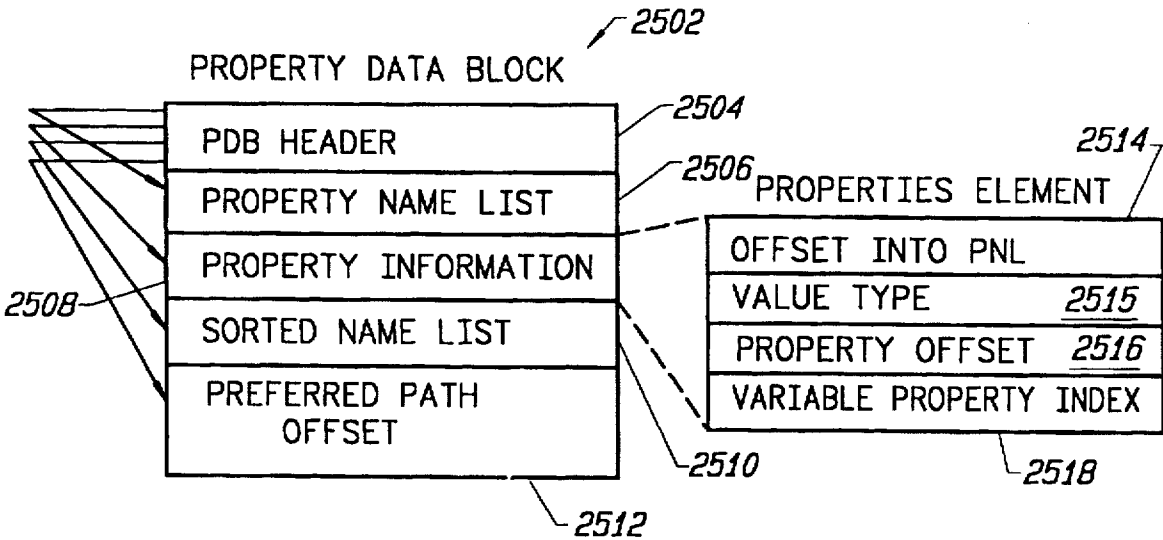 2502
PROPERTY DATA BLOCK
PDB HEADER
2504
PROPERTY NAME LIST
2506
PROPERTY INFORMATION
2508
SORTED NAME LIST
2510
PREFERRED PATH
OFFSET
2512
2514
PROPERTIES ELEMENT
OFFSET INTO PNL
VALUE TYPE 2515
PROPERTY OFFSET 2516
VARIABLE PROPERTY INDEX
2518